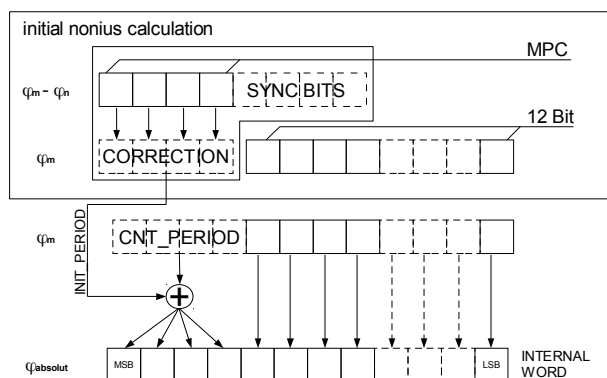 initial nonius calculation
MPC
φm - φn
SYNC BITS
12 Bit
φm
CORRECTION
INIT_PERIOD
φm
CNT_PERIOD
+
φabsolut
MSB
LSB
INTERNAL
WORD